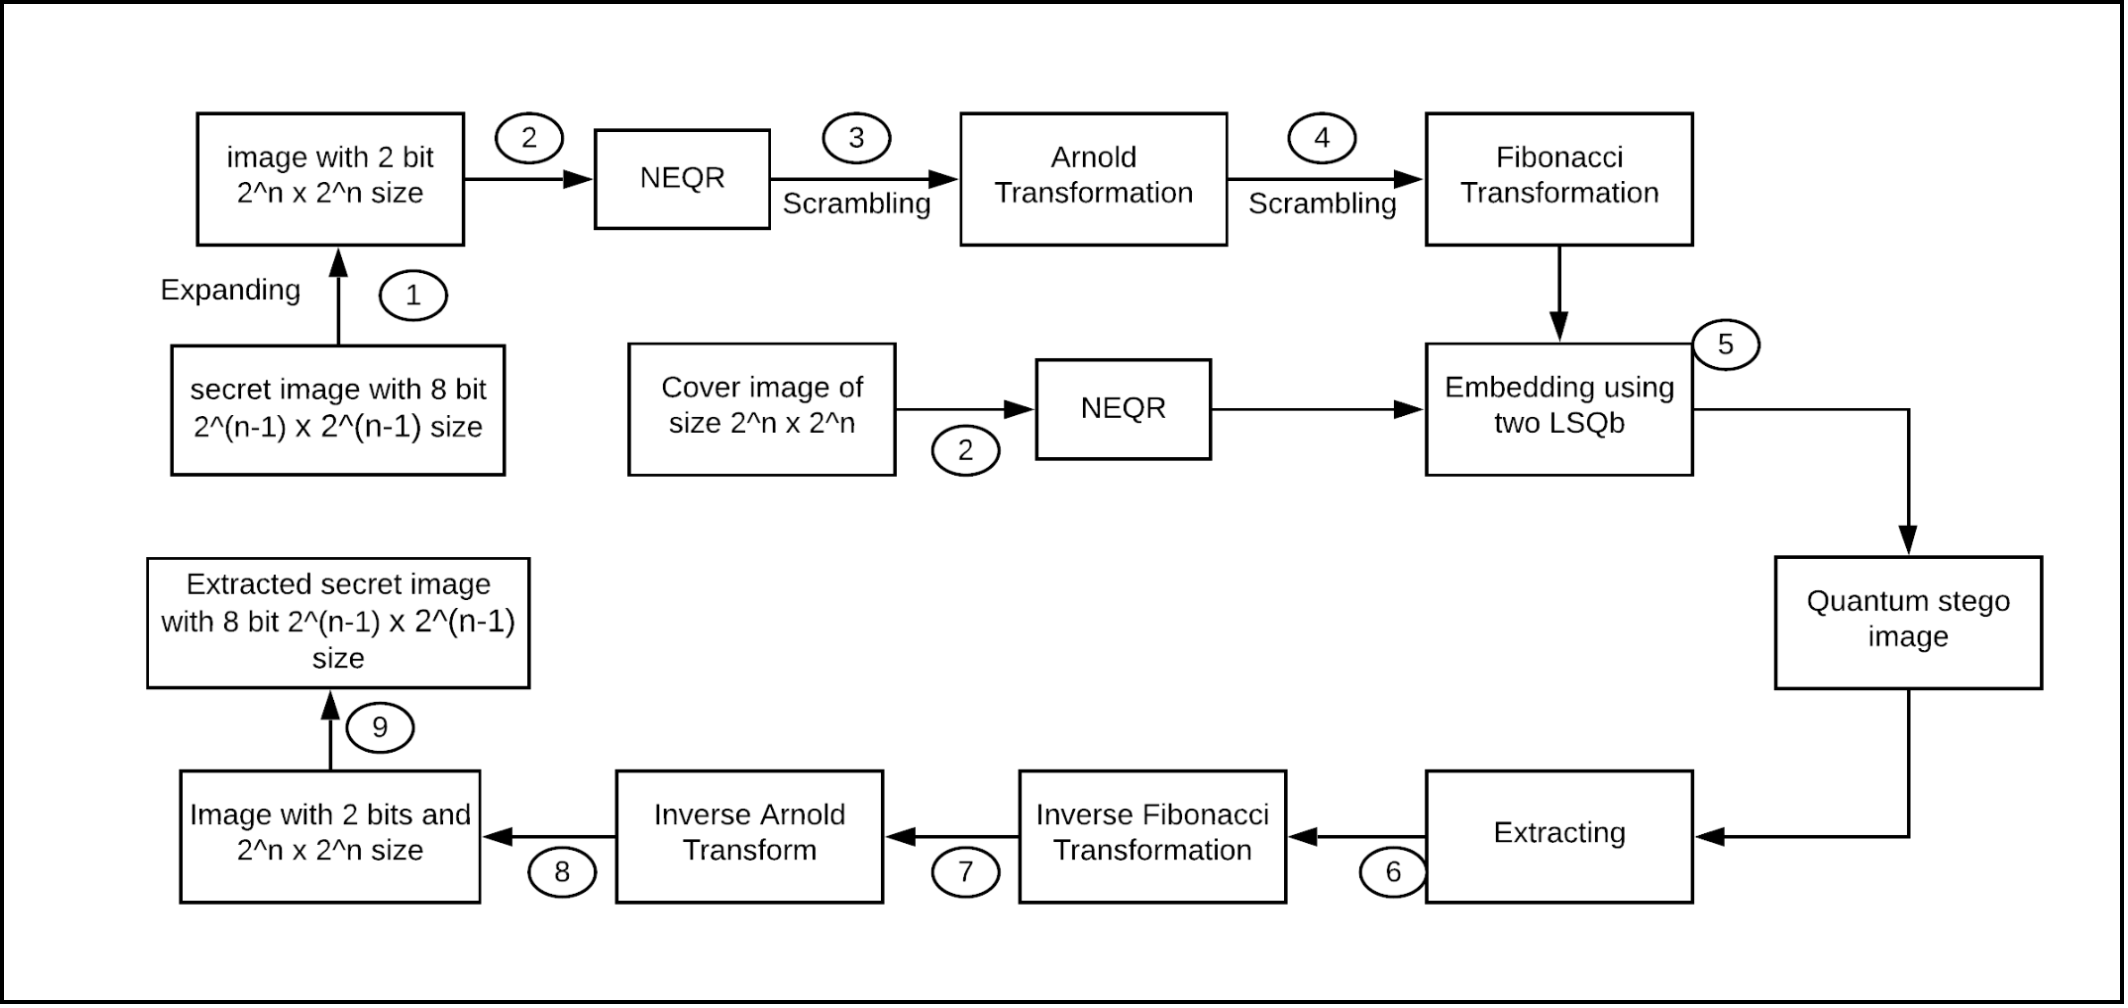 image with 2 bit
2^n x 2^n size
2
NEQR
3
Scrambling
Arnold
Transformation
4
Scrambling
Fibonacci
Transformation
Expanding
1
secret image with 8 bit
2^(n-1) x 2^(n-1) size
Cover image of
size 2^n x 2^n
2
NEQR
Embedding using
two LSQb
5
Quantum stego
image
Extracted secret image
with 8 bit 2^(n-1) x 2^(n-1)
size
9
Image with 2 bits and
2^n x 2^n size
8
Inverse Arnold
Transform
7
Inverse Fibonacci
Transformation
6
Extracting